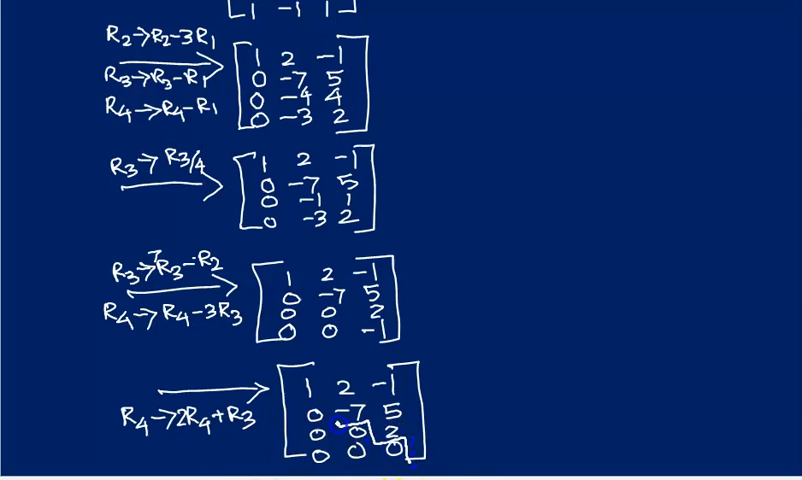 1 -1 1
R2→R2-3R1
R3→R3-R1
R4→R4-R1
1 2 -1
0 -7 5
0 -4 4
0 -3 2
R3→R3/4
1 2 -1
0 -7 5
0 -1 1
0 -3 2
R3→7R3-R2
R4→R4-3R3
1 2 -1
0 -7 5
0 0 2
0 0 -1
R4→2R4+R3
1 2 -1
0 -7 5
0 0 2
0 0 0